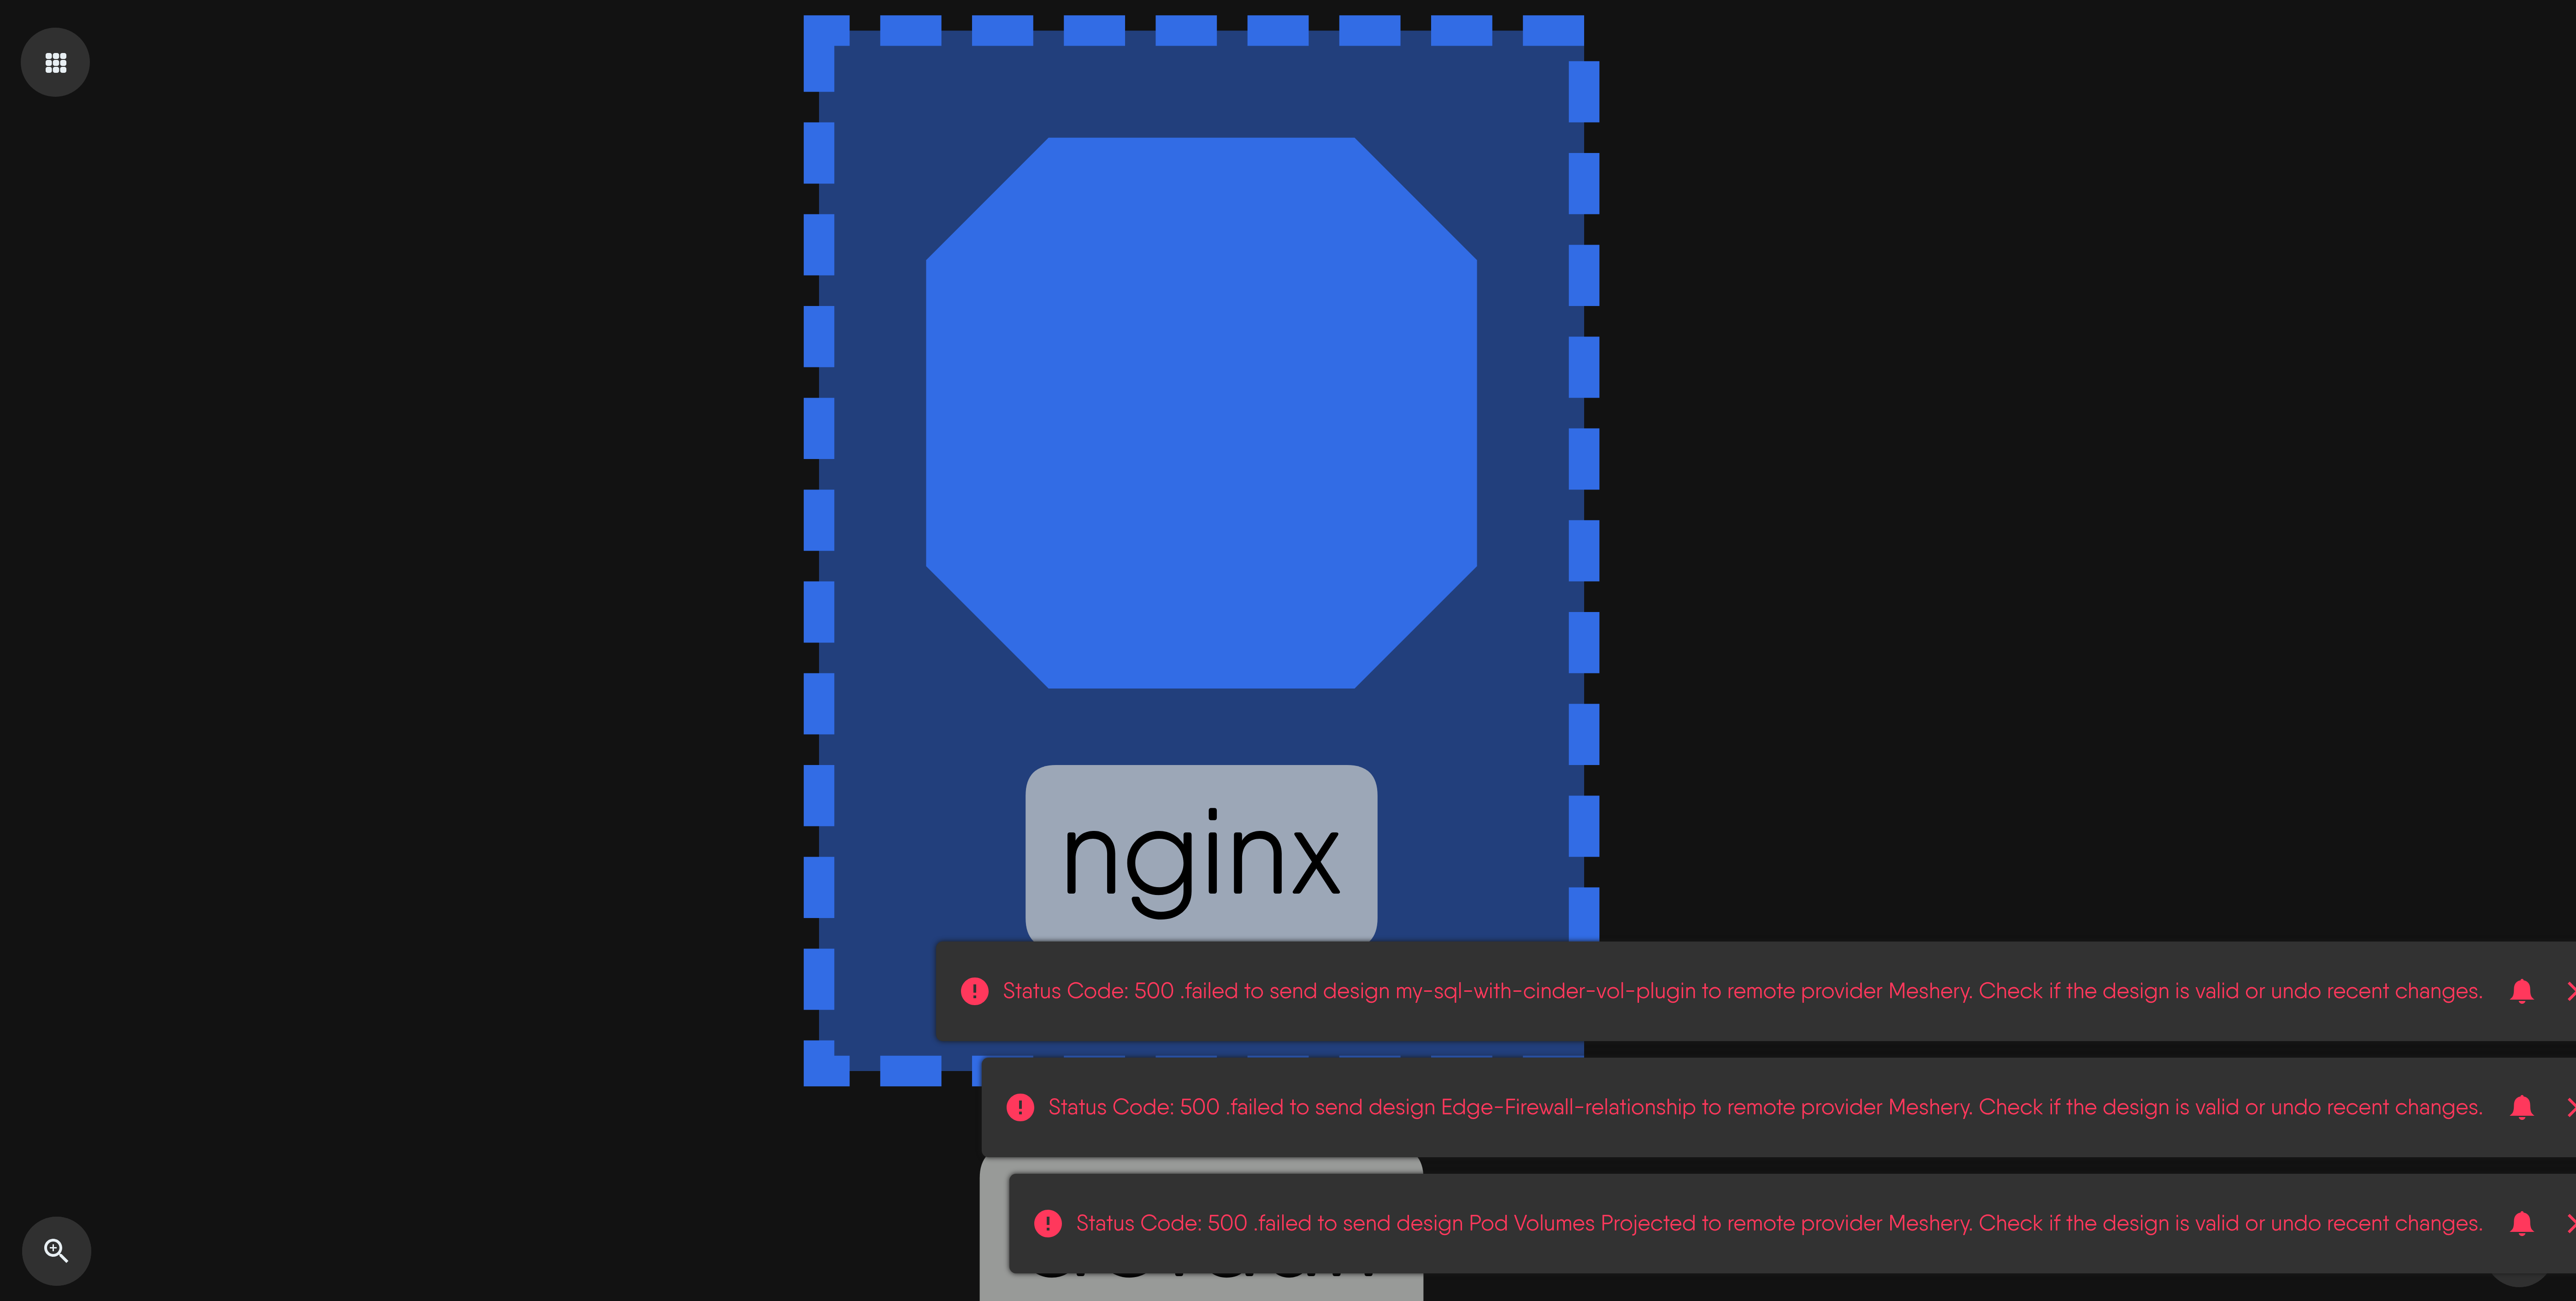 nginx
Status Code: 500 .failed to send design my-sql-with-cinder-vol-plugin to remote provider Meshery. Check if the design is valid or undo recent changes.
Status Code: 500 .failed to send design Edge-Firewall-relationship to remote provider Meshery. Check if the design is valid or undo recent changes.
Status Code: 500 .failed to send design Pod Volumes Projected to remote provider Meshery. Check if the design is valid or undo recent changes.